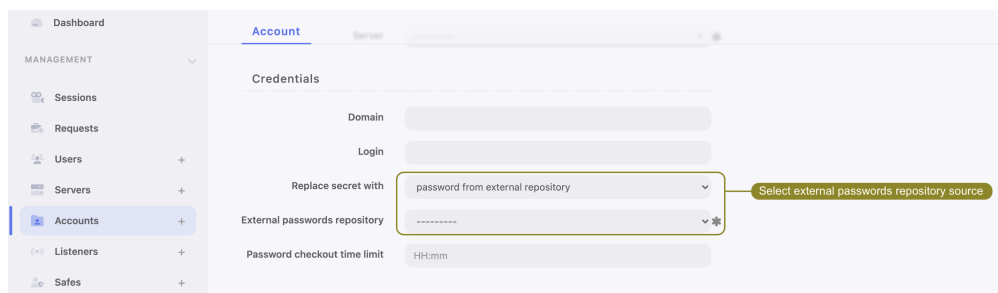 Dashboard
Account
Server
MANAGEMENT
Credentials
Sessions
Domain
Requests
Login
Users +
Replace secret with password from external repository
Select external passwords repository source
Servers +
External passwords repository --------- ✱
Accounts +
Password checkout time limit HH:mm
Listeners +
Safes +